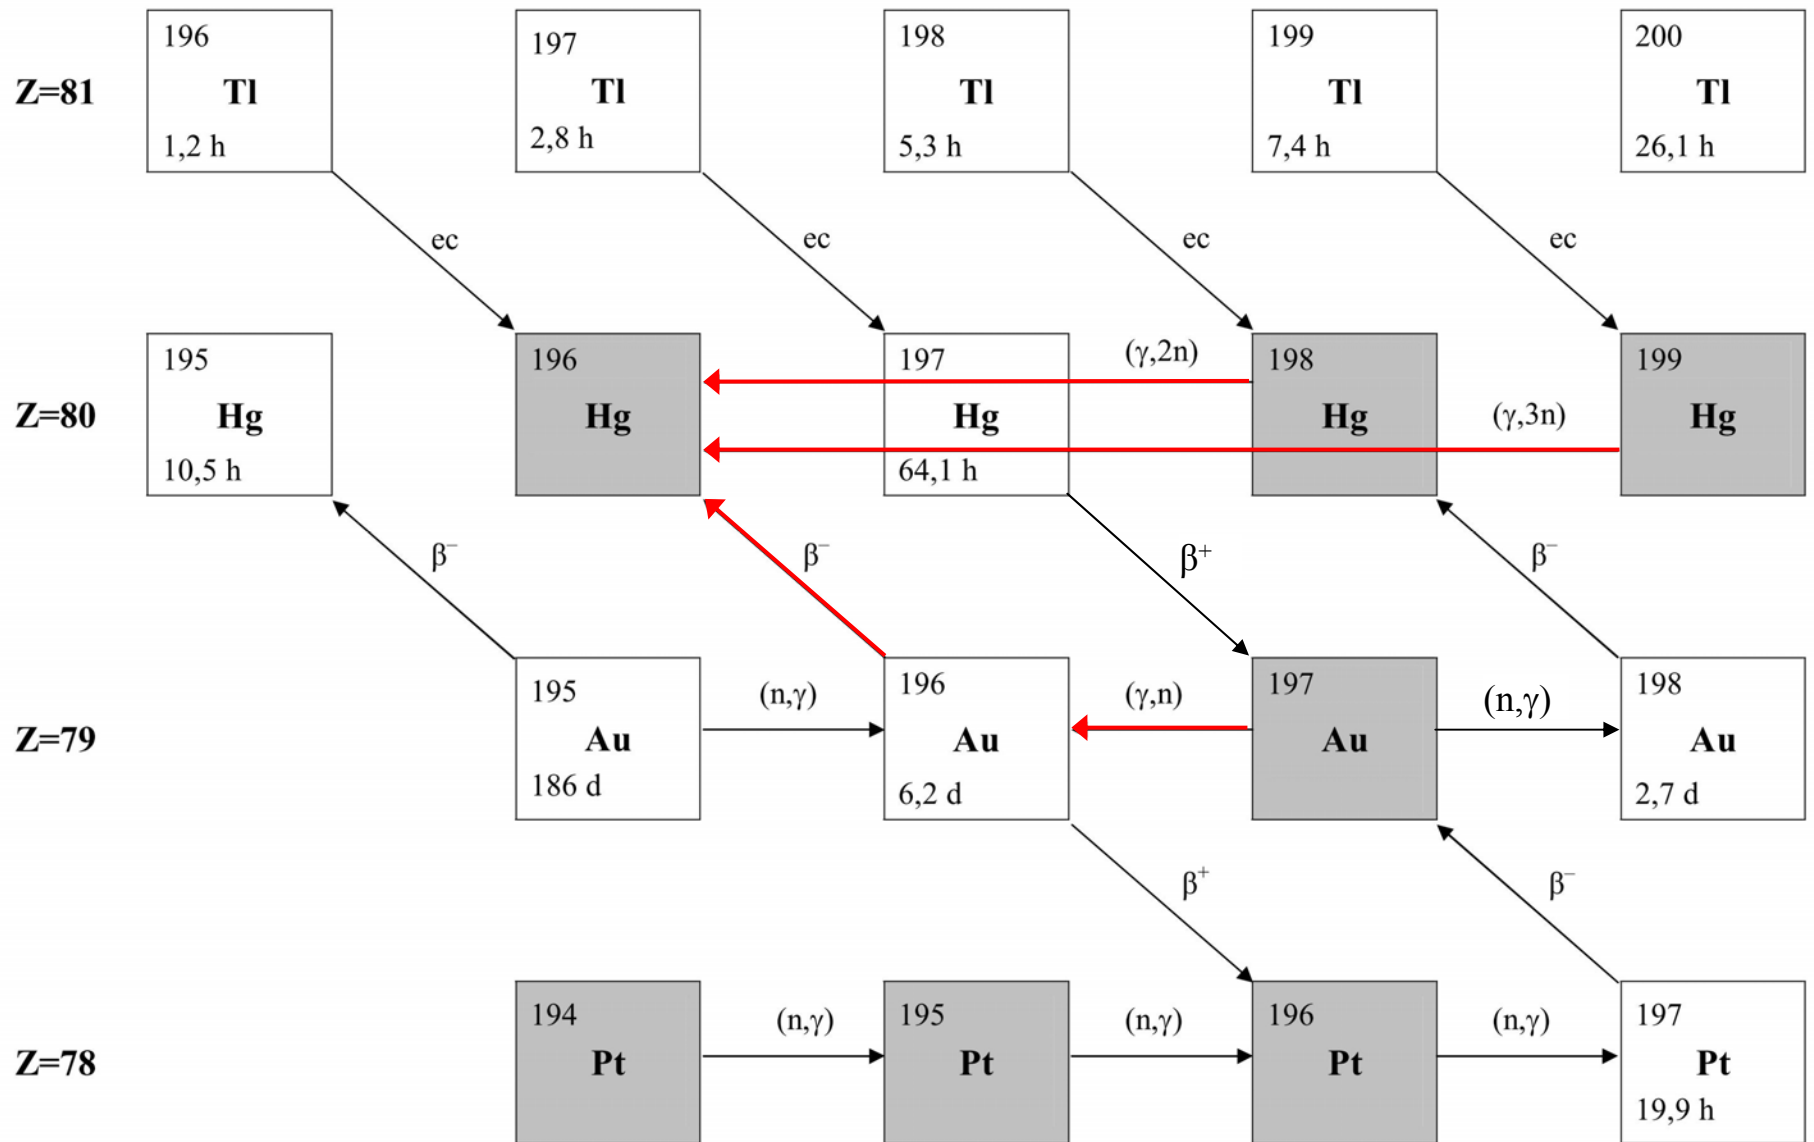 Z=81
196
Tl
1,2 h
197
Tl
2,8 h
198
Tl
5,3 h
199
Tl
7,4 h
200
Tl
26,1 h
ec
ec
ec
ec
Z=80
195
Hg
10,5 h
196
Hg
197
Hg
64,1 h
(γ,2n)
198
Hg
(γ,3n)
199
Hg
β⁻
β⁻
β⁺
β⁻
Z=79
195
Au
186 d
(n,γ)
196
Au
6,2 d
(γ,n)
197
Au
(n,γ)
198
Au
2,7 d
β⁺
β⁻
Z=78
194
Pt
(n,γ)
195
Pt
(n,γ)
196
Pt
(n,γ)
197
Pt
19,9 h